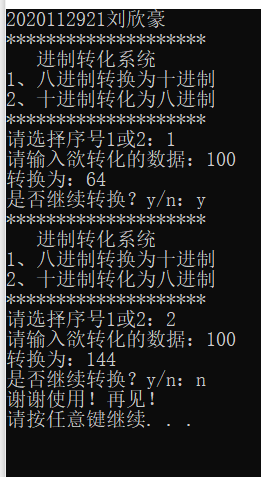 2020112921刘欣豪
********************
进制转化系统
1、八进制转换为十进制
2、十进制转化为八进制
********************
请选择序号1或2：1
请输入欲转化的数据：100
转换为：64
是否继续转换？y/n：y
********************
进制转化系统
1、八进制转换为十进制
2、十进制转化为八进制
********************
请选择序号1或2：2
请输入欲转化的数据：100
转换为：144
是否继续转换？y/n：n
谢谢使用！再见！
请按任意键继续. . .